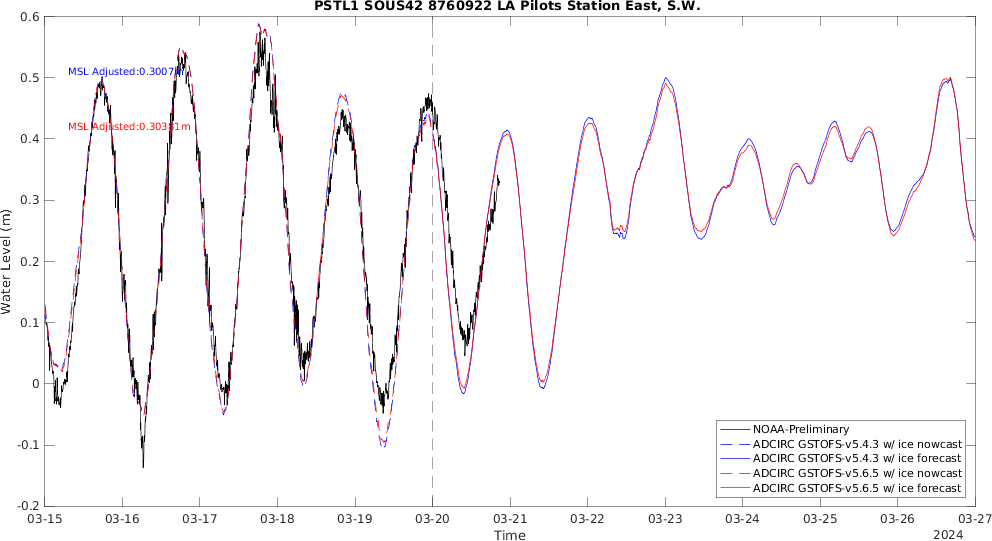 PSTL1 SOUS42 8760922 LA Pilots Station East, S.W.
0.6
0.5
0.4
0.3
0.2
0.1
0
-0.1
-0.2
Water Level (m)
MSL Adjusted:0.3007
MSL Adjusted:0.30331m
NOAA-Preliminary
ADCIRC GSTOFS-v5.4.3 w/ ice nowcast
ADCIRC GSTOFS-v5.4.3 w/ ice forecast
ADCIRC GSTOFS-v5.6.5 w/ ice nowcast
ADCIRC GSTOFS-v5.6.5 w/ ice forecast
03-15 03-16 03-17 03-18 03-19 03-20 03-21 03-22 03-23 03-24 03-25 03-26 03-27
Time
2024